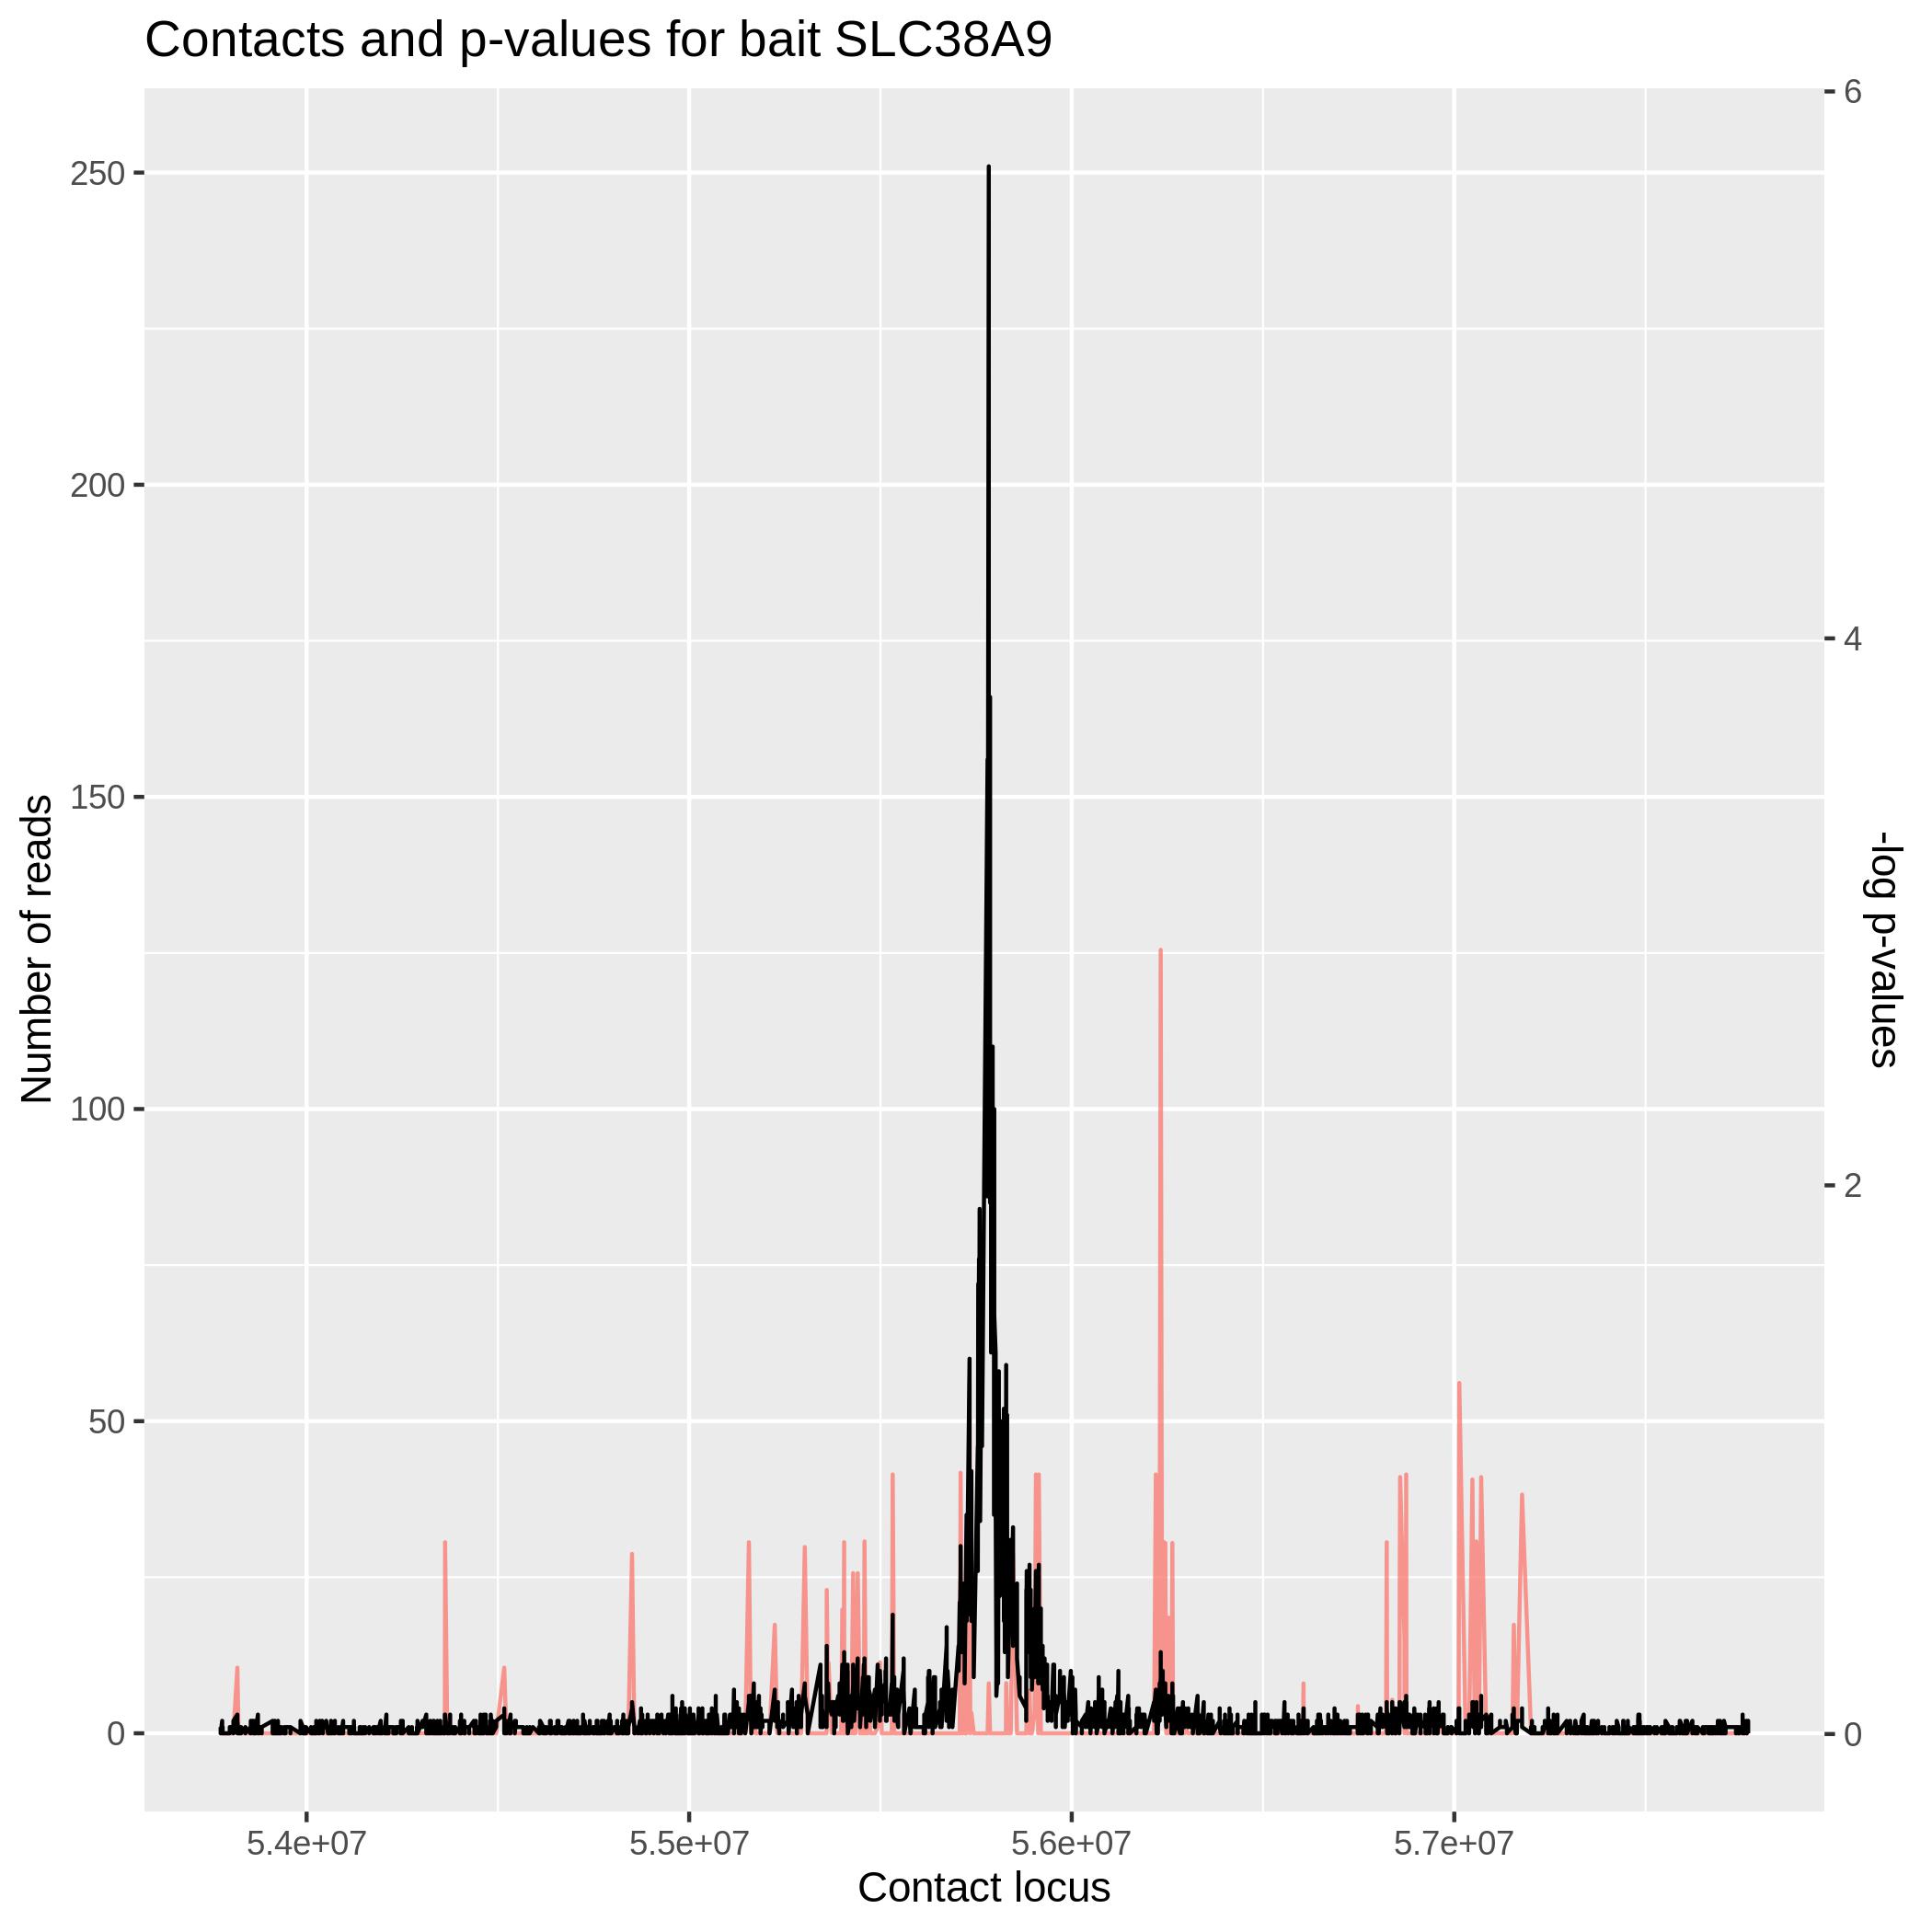 Contacts and p-values for bait SLC38A9
250
200
150
100
50
0
Number of reads
6
4
2
0
-log p-values
5.4e+07
5.5e+07
5.6e+07
5.7e+07
Contact locus